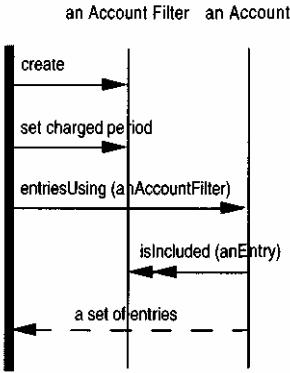 an Account Filter an Account
create
set charged period
entriesUsing (anAccountFilter)
isIncluded (anEntry)
a set of entries